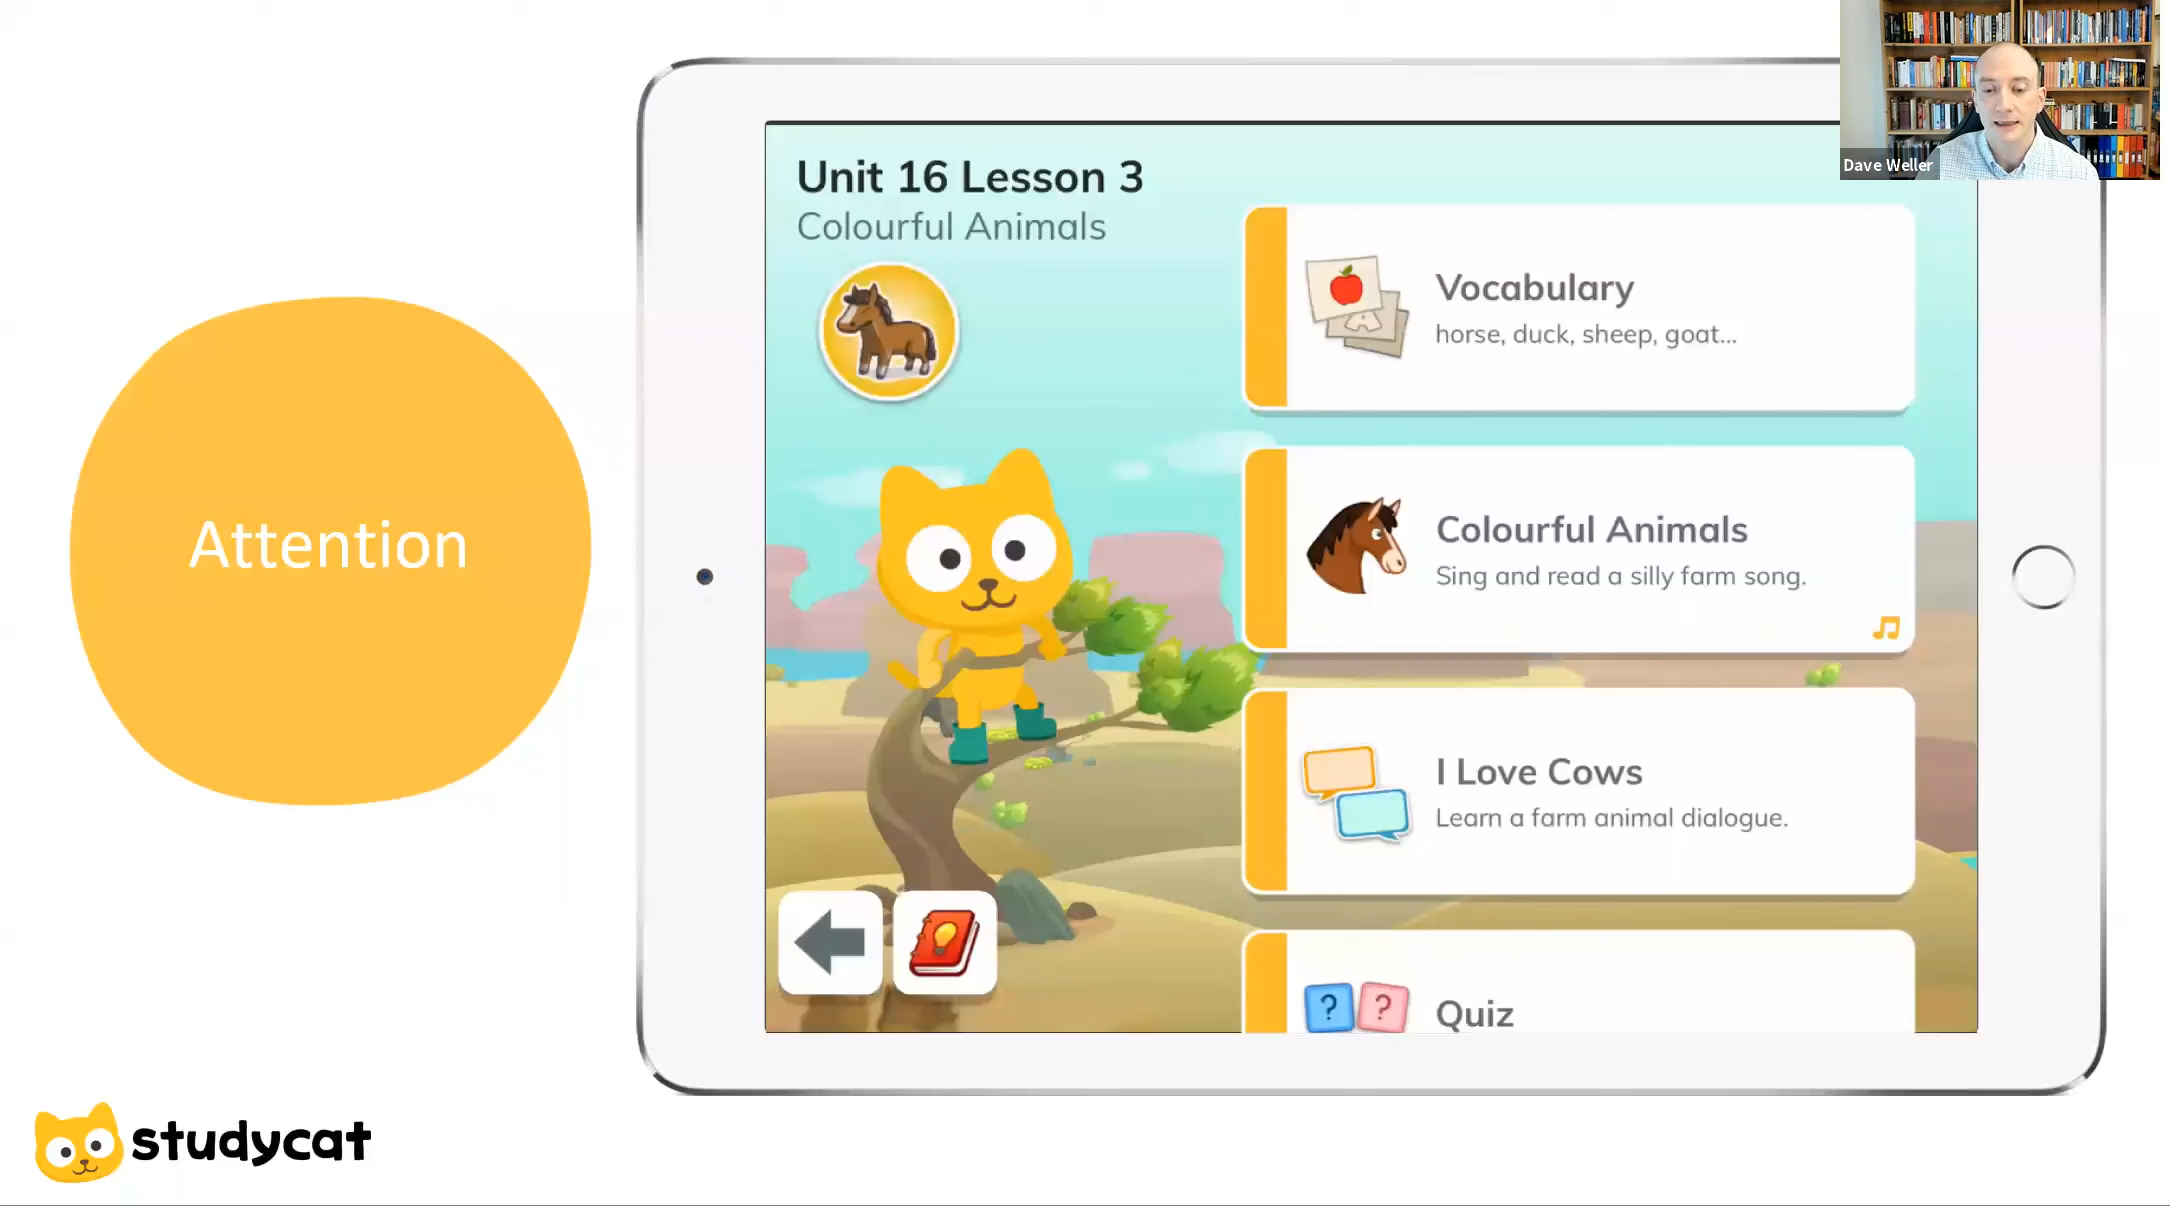 Attention
Unit 16 Lesson 3
Colourful Animals
Vocabulary
horse, duck, sheep, goat...
Colourful Animals
Sing and read a silly farm song.
I Love Cows
Learn a farm animal dialogue.
? ?
Quiz
Dave Weller
studycat